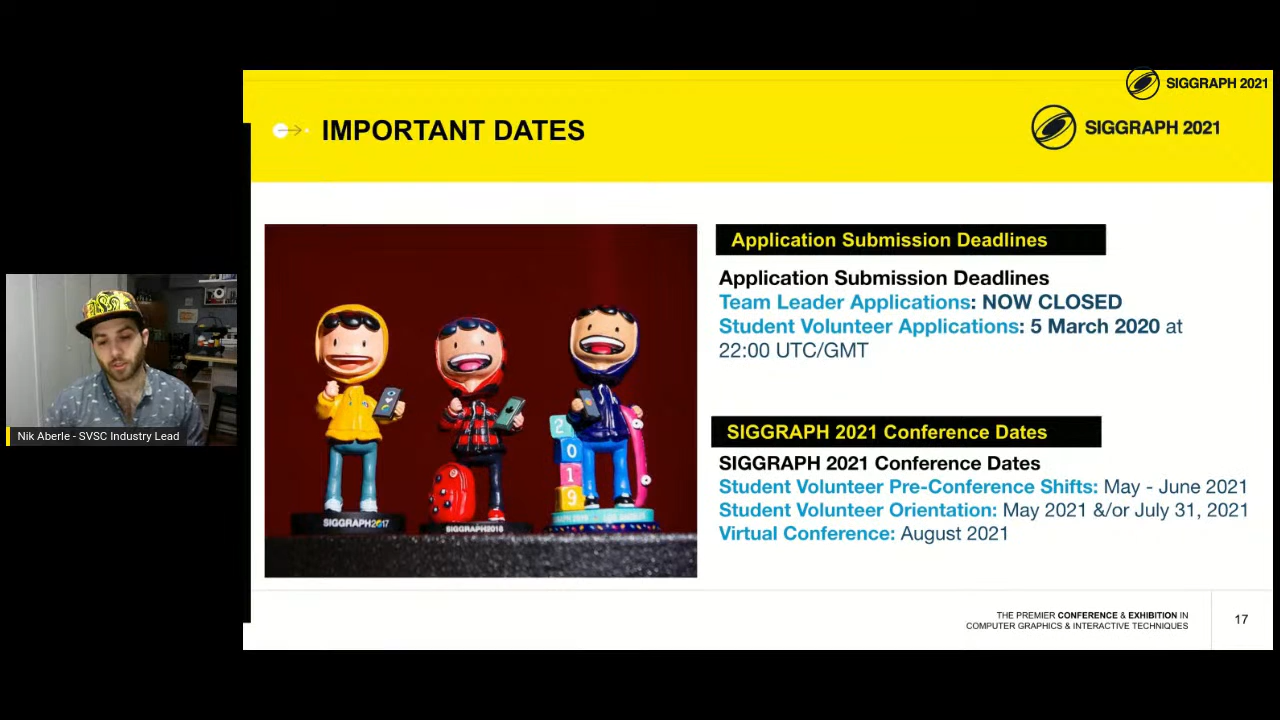 SIGGRAPH 2021
IMPORTANT DATES
SIGGRAPH 2021
Application Submission Deadlines
Application Submission Deadlines
Team Leader Applications: NOW CLOSED
Student Volunteer Applications: 5 March 2020 at
22:00 UTC/GMT
2
0
1
9
SIGGRAPH2017
SIGGRAPH2018
Nik Aberle - SVSC Industry Lead
SIGGRAPH 2021 Conference Dates
SIGGRAPH 2021 Conference Dates
Student Volunteer Pre-Conference Shifts: May - June 2021
Student Volunteer Orientation: May 2021 &/or July 31, 2021
Virtual Conference: August 2021
THE PREMIER CONFERENCE & EXHIBITION IN
COMPUTER GRAPHICS & INTERACTIVE TECHNIQUES
17